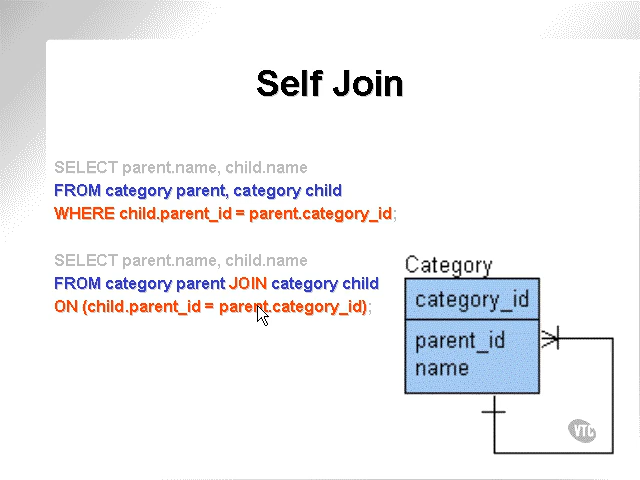 Self Join
SELECT parent.name, child.name
FROM category parent, category child
WHERE child.parent_id = parent.category_id;
SELECT parent.name, child.name
FROM category parent JOIN category child
ON (child.parent_id = parent.category_id);
Category
category_id
parent_id
name
VTC